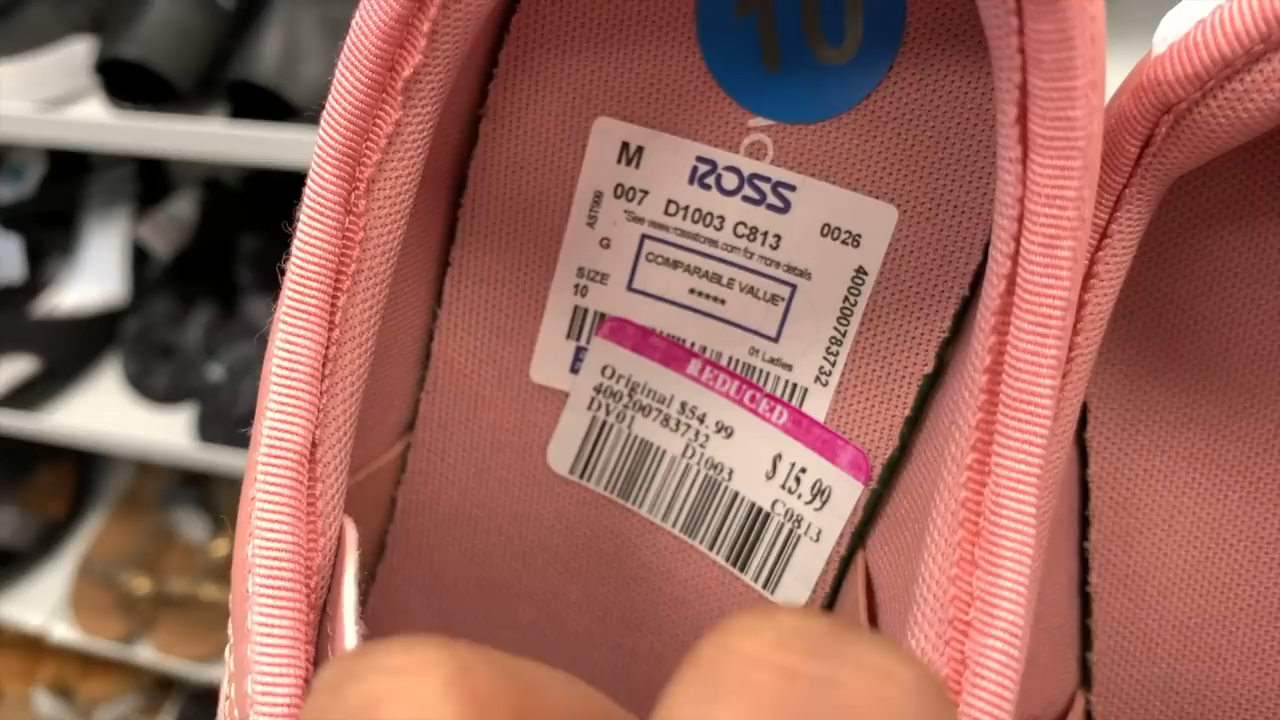 10
M ROSS
007 D1003 C813 0026
*See www.rossstores.com for more details
AST999
G
COMPARABLE VALUE*
*****
SIZE
10
01 Ladies
400200783732
REDUCED
Original $54.99
400200783732
DV01 D1003 $15.99
C0813